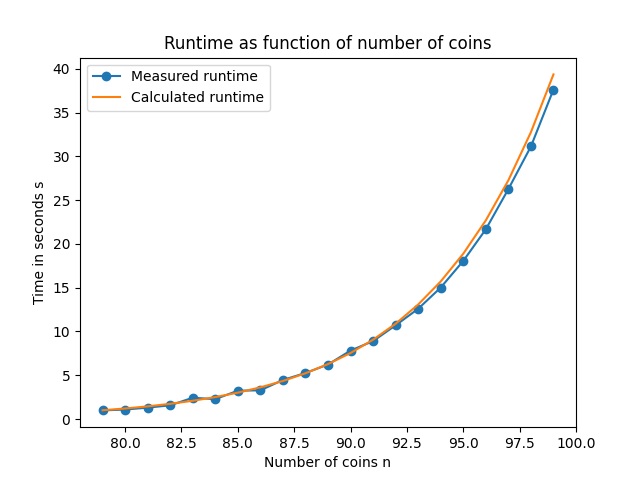 Runtime as function of number of coins
Measured runtime
Calculated runtime
Time in seconds s
40
35
30
25
20
15
10
5
0
80.0 82.5 85.0 87.5 90.0 92.5 95.0 97.5 100.0
Number of coins n